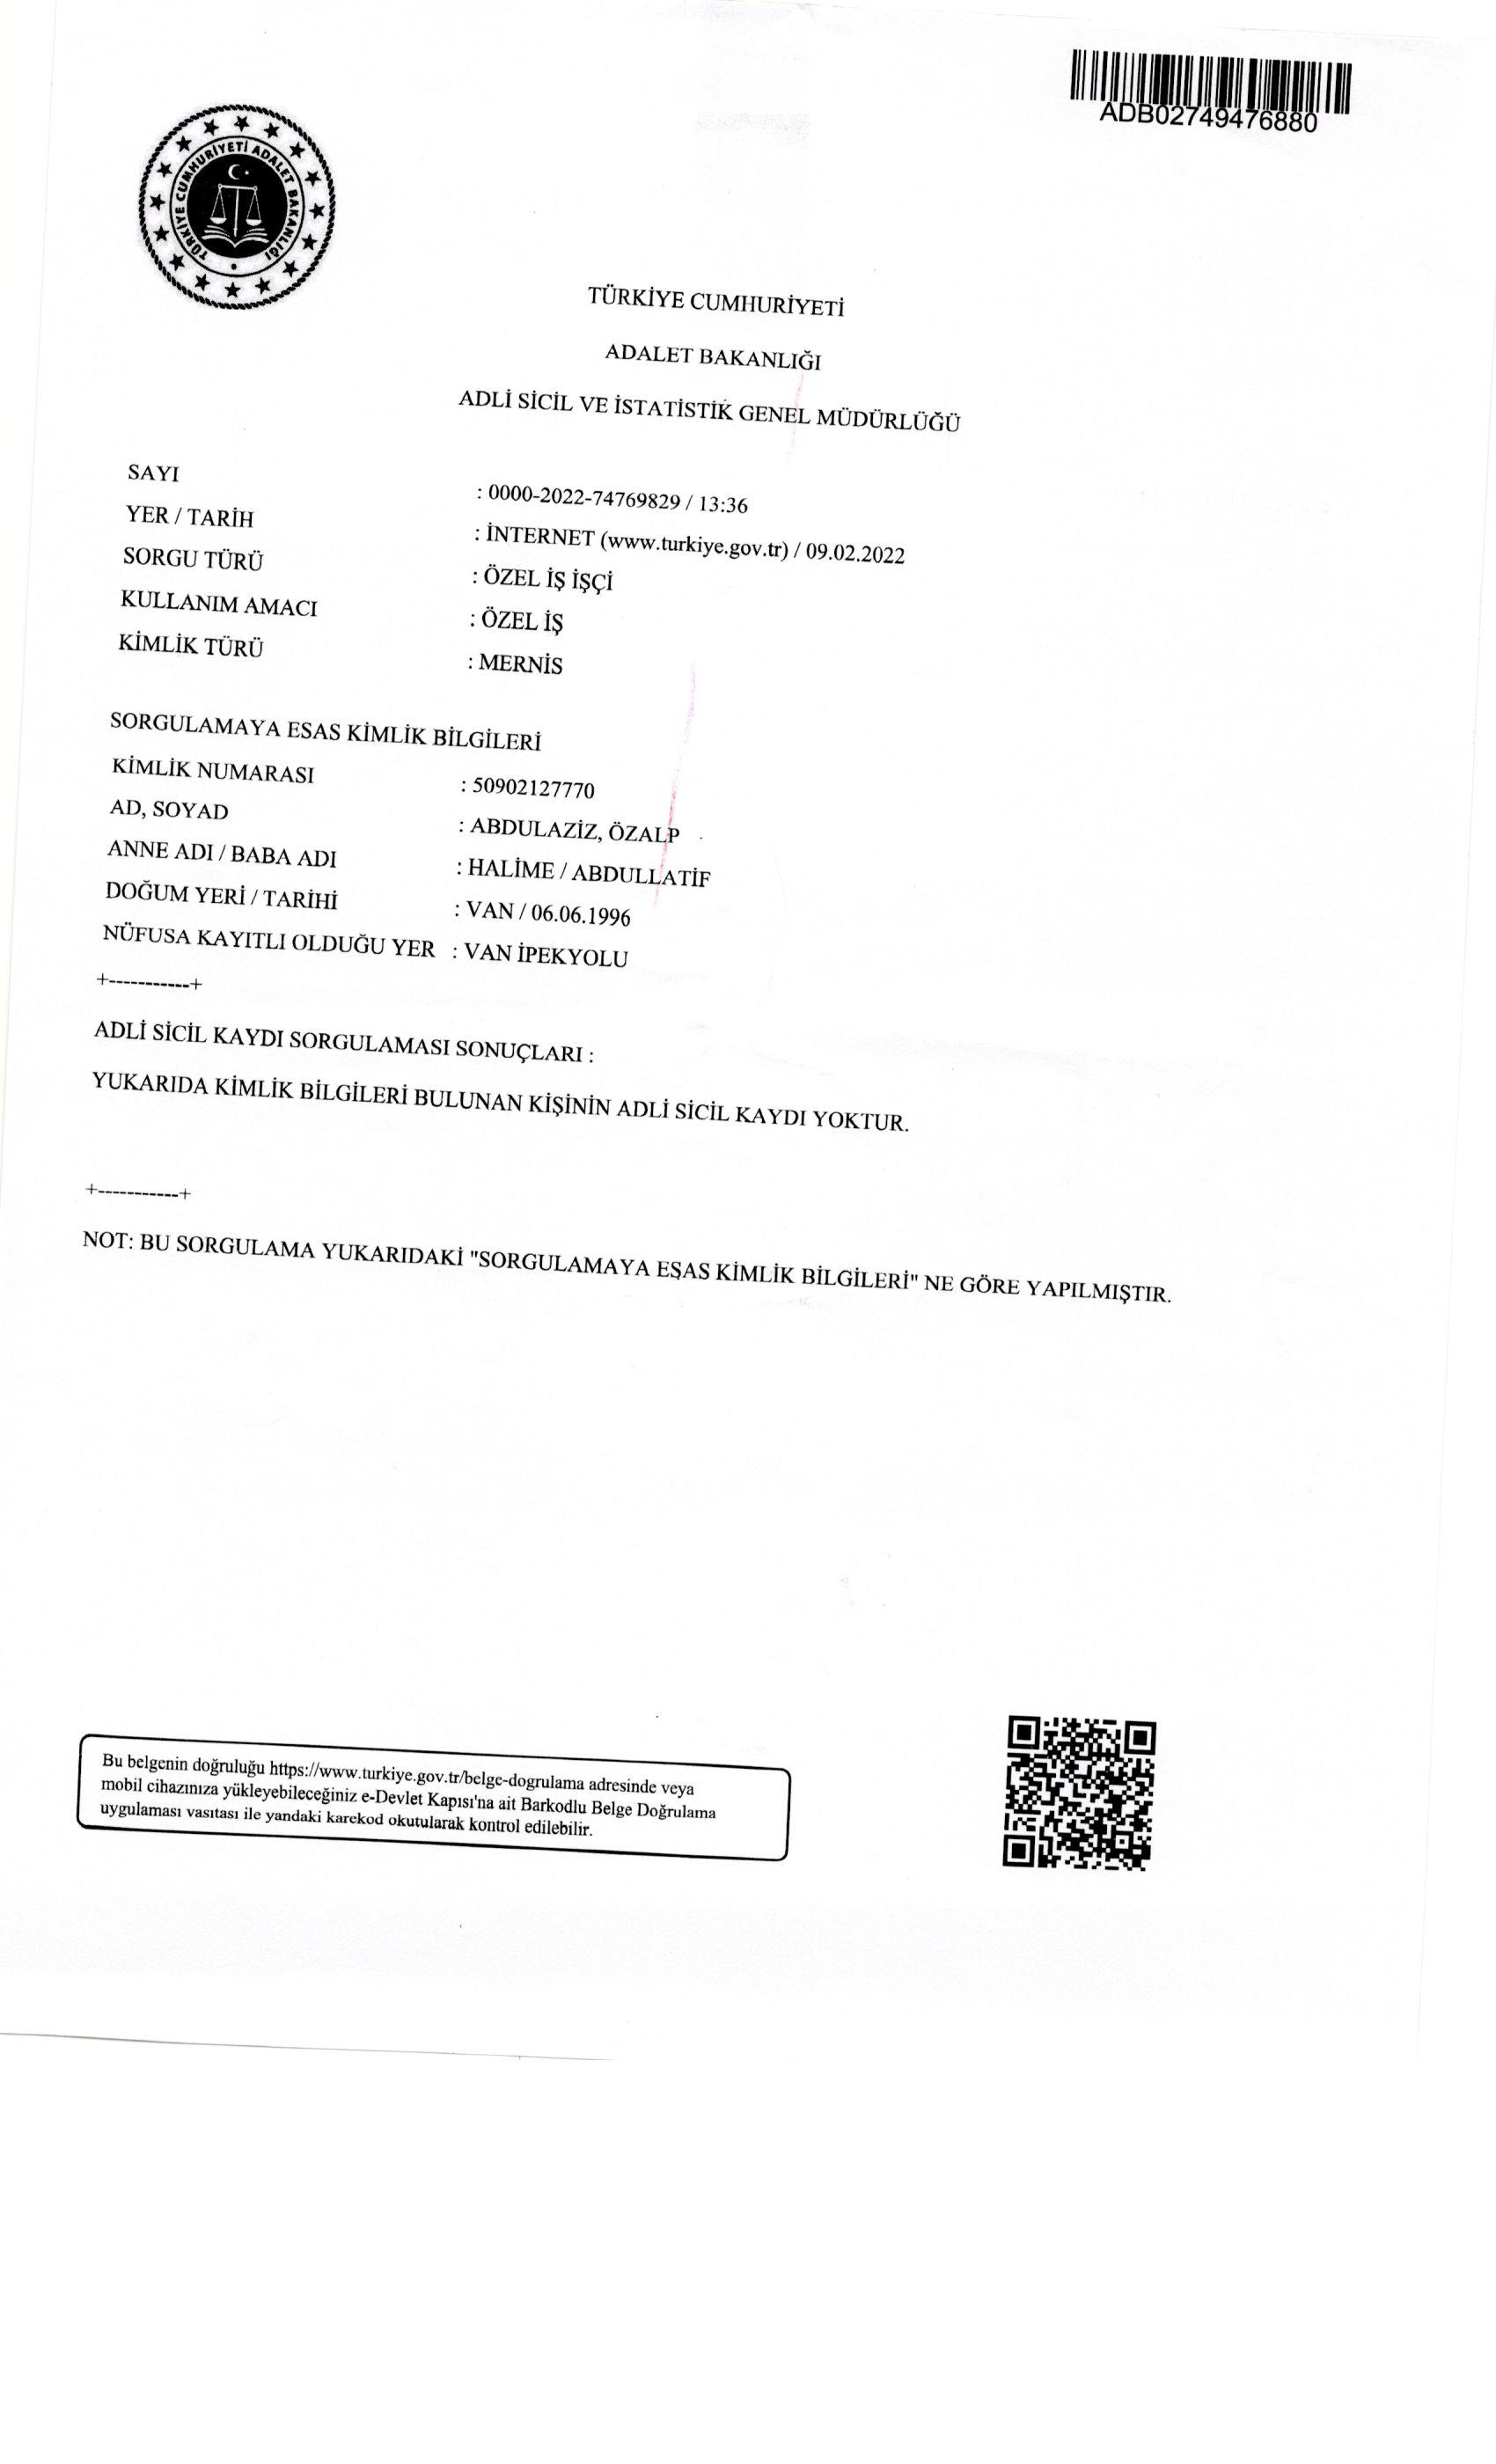 ADB02749476880
TÜRKİYE CUMHURİYETİ ADALET BAKANLIĞI
TÜRKİYE CUMHURİYETİ
ADALET BAKANLIĞI
ADLİ SİCİL VE İSTATİSTİK GENEL MÜDÜRLÜĞÜ
SAYI : 0000-2022-74769829 / 13:36
YER / TARİH : İNTERNET (www.turkiye.gov.tr) / 09.02.2022
SORGU TÜRÜ : ÖZEL İŞ İŞÇİ
KULLANIM AMACI : ÖZEL İŞ
KİMLİK TÜRÜ : MERNİS
SORGULAMAYA ESAS KİMLİK BİLGİLERİ
KİMLİK NUMARASI : 50902127770
AD, SOYAD : ABDULAZİZ, ÖZALP
ANNE ADI / BABA ADI : HALİME / ABDULLATİF
DOĞUM YERİ / TARİHİ : VAN / 06.06.1996
NÜFUSA KAYITLI OLDUĞU YER : VAN İPEKYOLU
+-----------+
ADLİ SİCİL KAYDI SORGULAMASI SONUÇLARI :
YUKARIDA KİMLİK BİLGİLERİ BULUNAN KİŞİNİN ADLİ SİCİL KAYDI YOKTUR.
+-----------+
NOT: BU SORGULAMA YUKARIDAKİ "SORGULAMAYA ESAS KİMLİK BİLGİLERİ" NE GÖRE YAPILMIŞTIR.
Bu belgenin doğruluğu https://www.turkiye.gov.tr/belge-dogrulama adresinde veya
mobil cihazınıza yükleyebileceğiniz e-Devlet Kapısı'na ait Barkodlu Belge Doğrulama
uygulaması vasıtası ile yandaki karekod okutularak kontrol edilebilir.